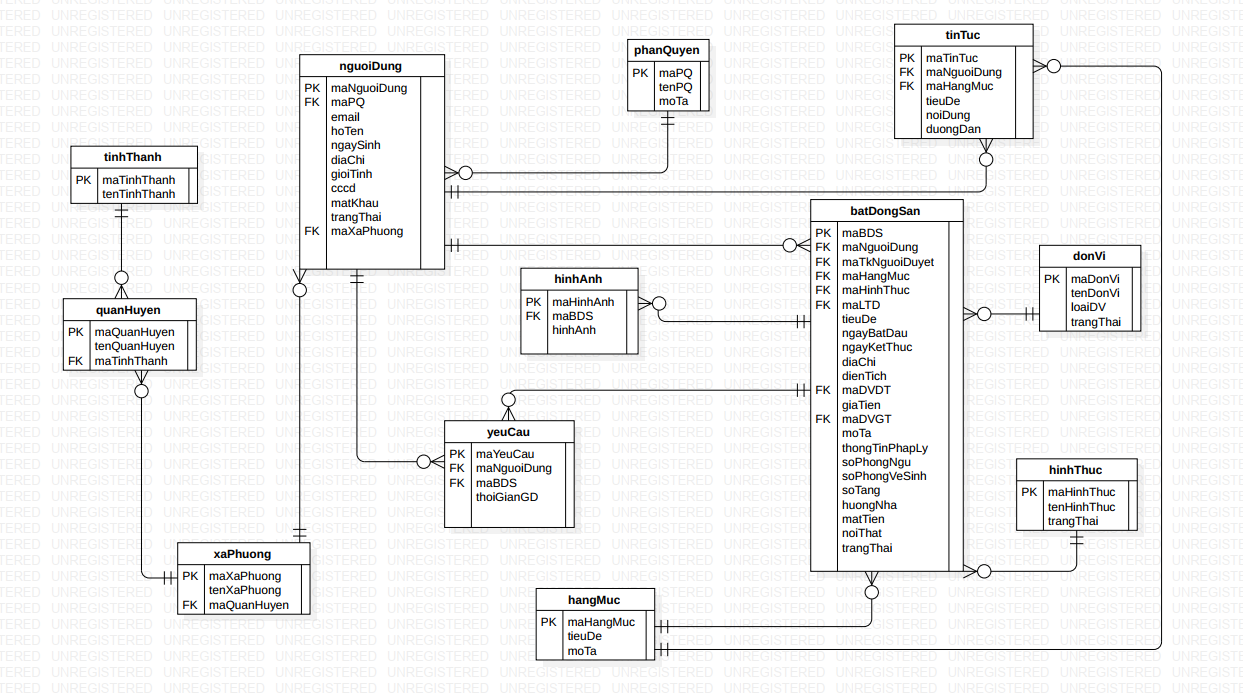 UNREGISTERED
tinTuc
PK maTinTuc
FK maNguoiDung
FK maHangMuc
tieuDe
noiDung
duongDan
phanQuyen
PK maPQ
tenPQ
moTa
nguoiDung
PK maNguoiDung
FK maPQ
email
hoTen
ngaySinh
diaChi
gioiTinh
cccd
matKhau
trangThai
FK maXaPhuong
tinhThanh
PK maTinhThanh
tenTinhThanh
batDongSan
PK maBDS
FK maNguoiDung
FK maTkNguoiDuyet
FK maHangMuc
FK maHinhThuc
FK maLTD
tieuDe
ngayBatDau
ngayKetThuc
diaChi
dienTich
FK maDVDT
giaTien
FK maDVGT
moTa
thongTinPhapLy
soPhongNgu
soPhongVeSinh
soTang
huongNha
matTien
noiThat
trangThai
donVi
PK maDonVi
tenDonVi
loaiDV
trangThai
hinhAnh
PK maHinhAnh
FK maBDS
hinhAnh
quanHuyen
PK maQuanHuyen
tenQuanHuyen
FK maTinhThanh
yeuCau
PK maYeuCau
FK maNguoiDung
FK maBDS
thoiGianGD
hinhThuc
PK maHinhThuc
tenHinhThuc
trangThai
xaPhuong
PK maXaPhuong
tenXaPhuong
FK maQuanHuyen
hangMuc
PK maHangMuc
tieuDe
moTa